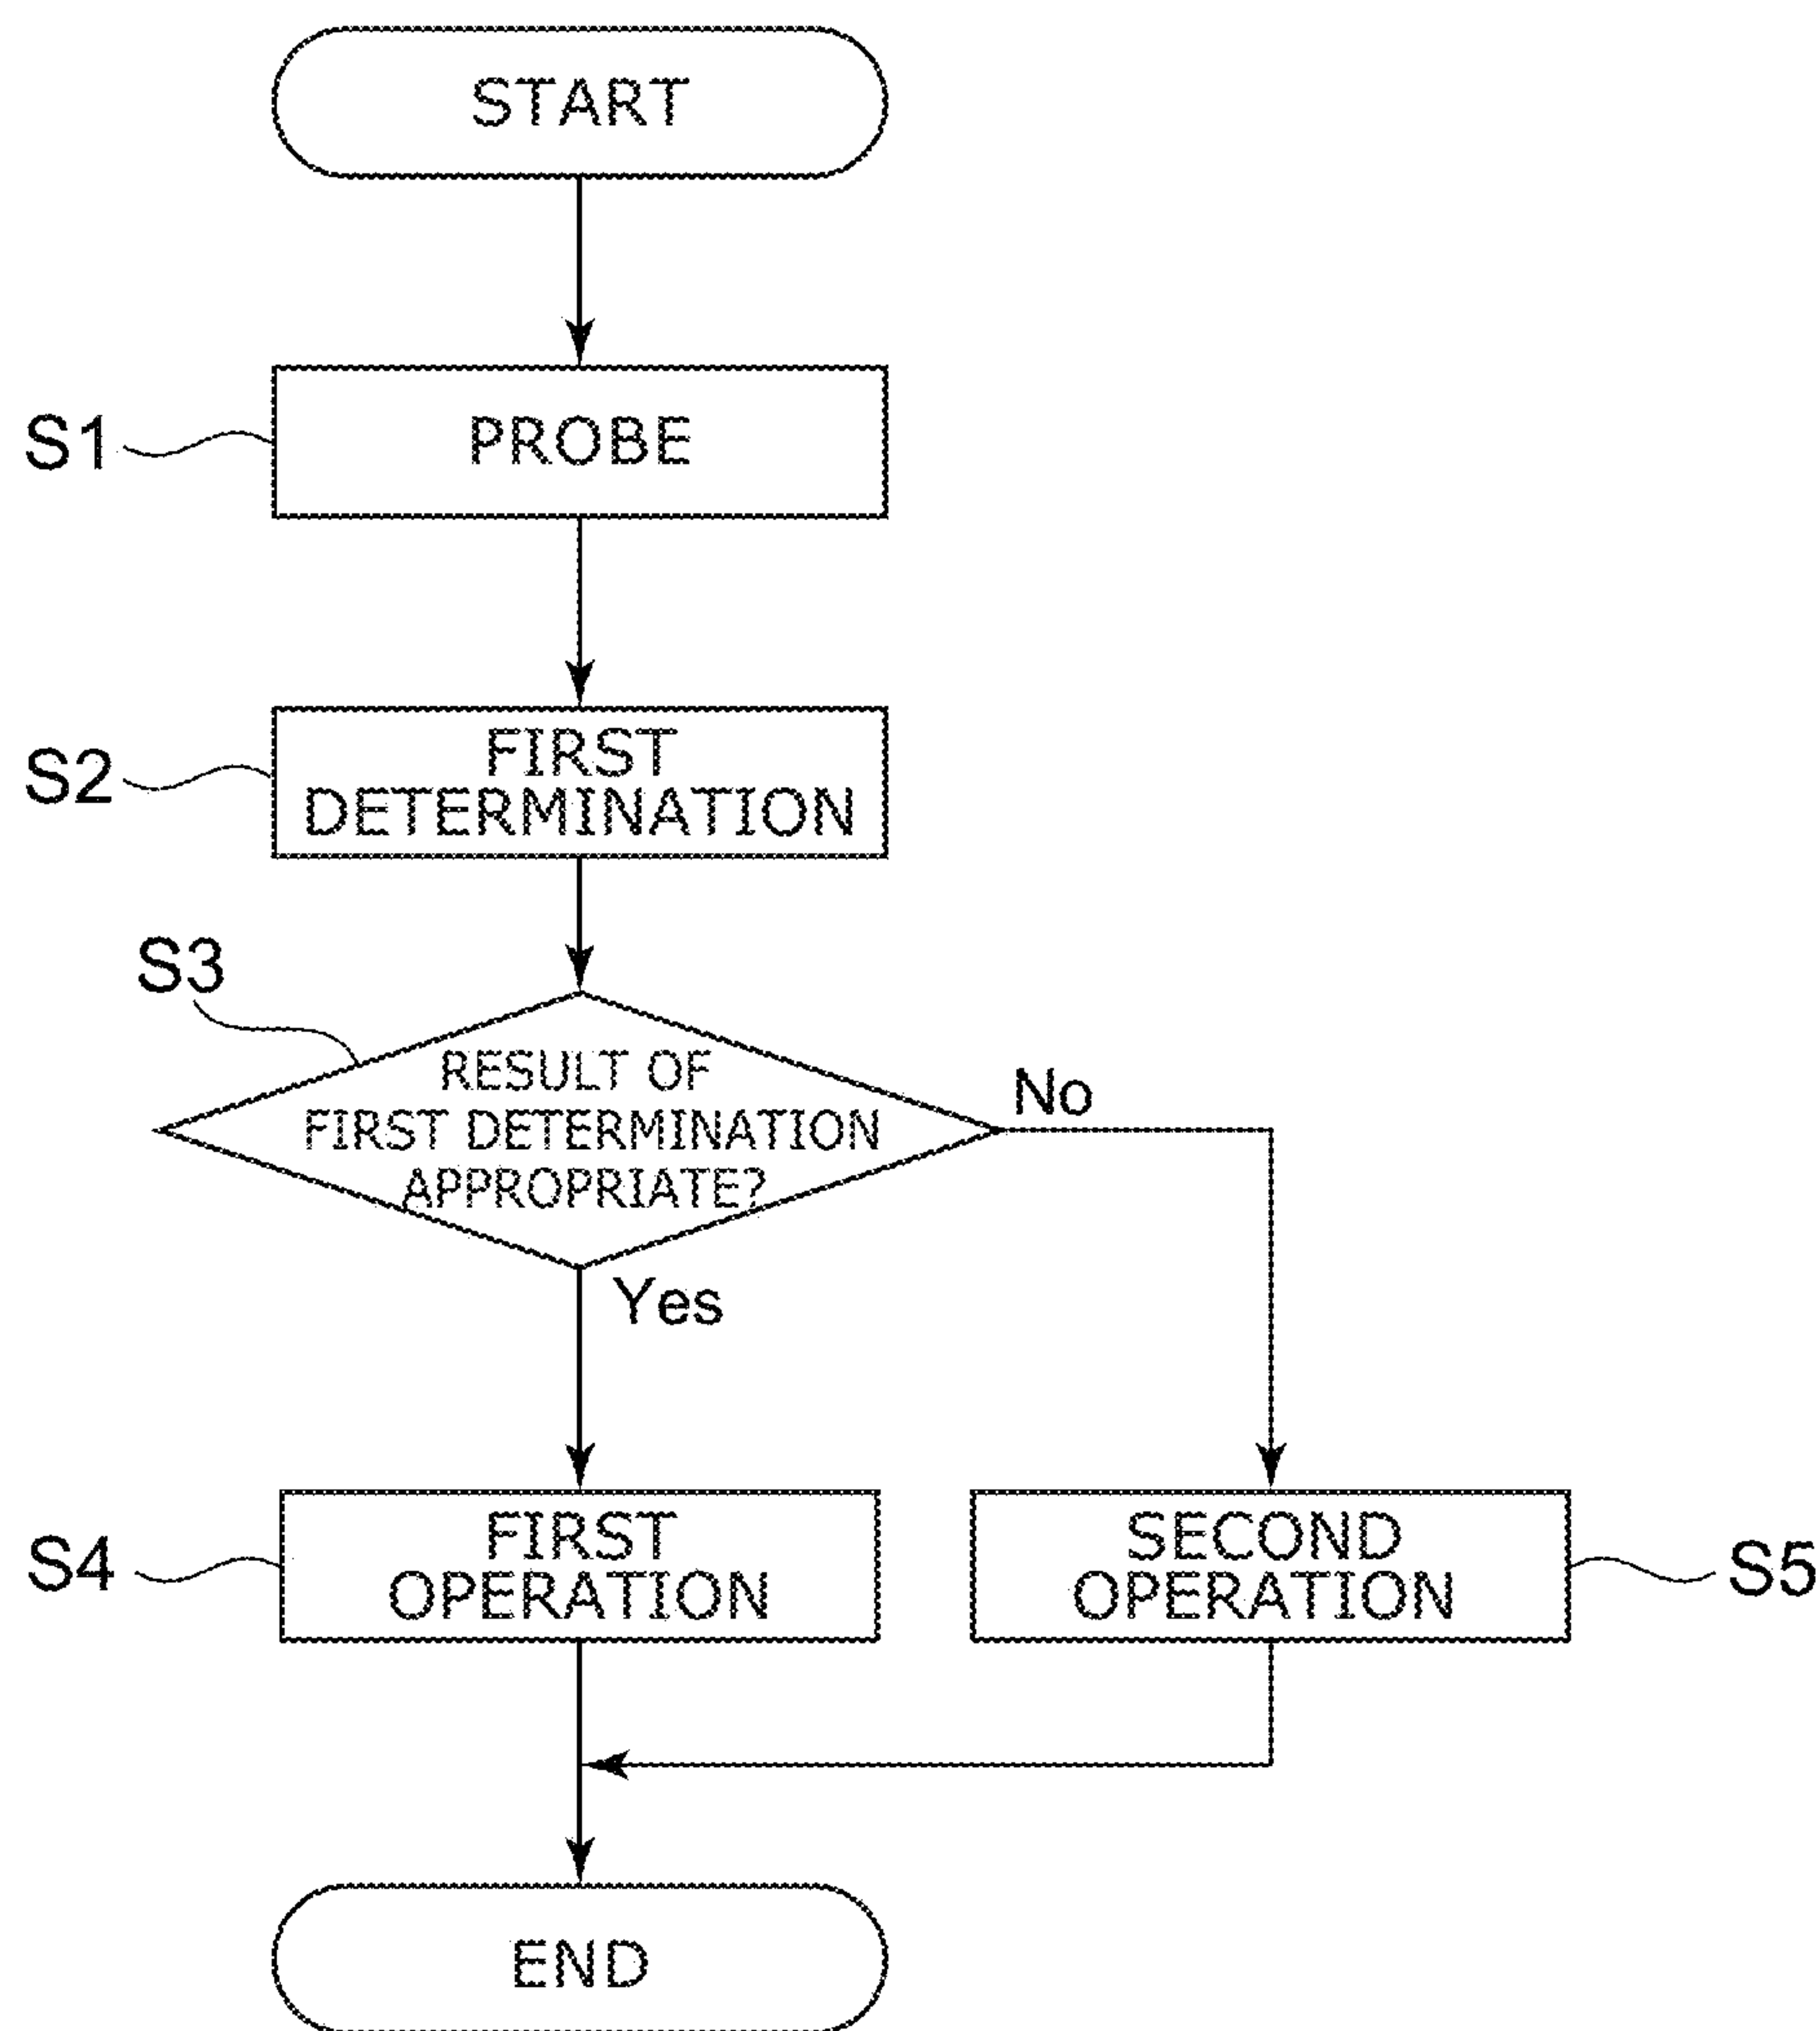 START
S1
PROBE
S2
FIRST
DETERMINATION
S3
RESULT OF
FIRST DETERMINATION
APPROPRIATE?
No
Yes
S4
FIRST
OPERATION
SECOND
OPERATION
S5
END